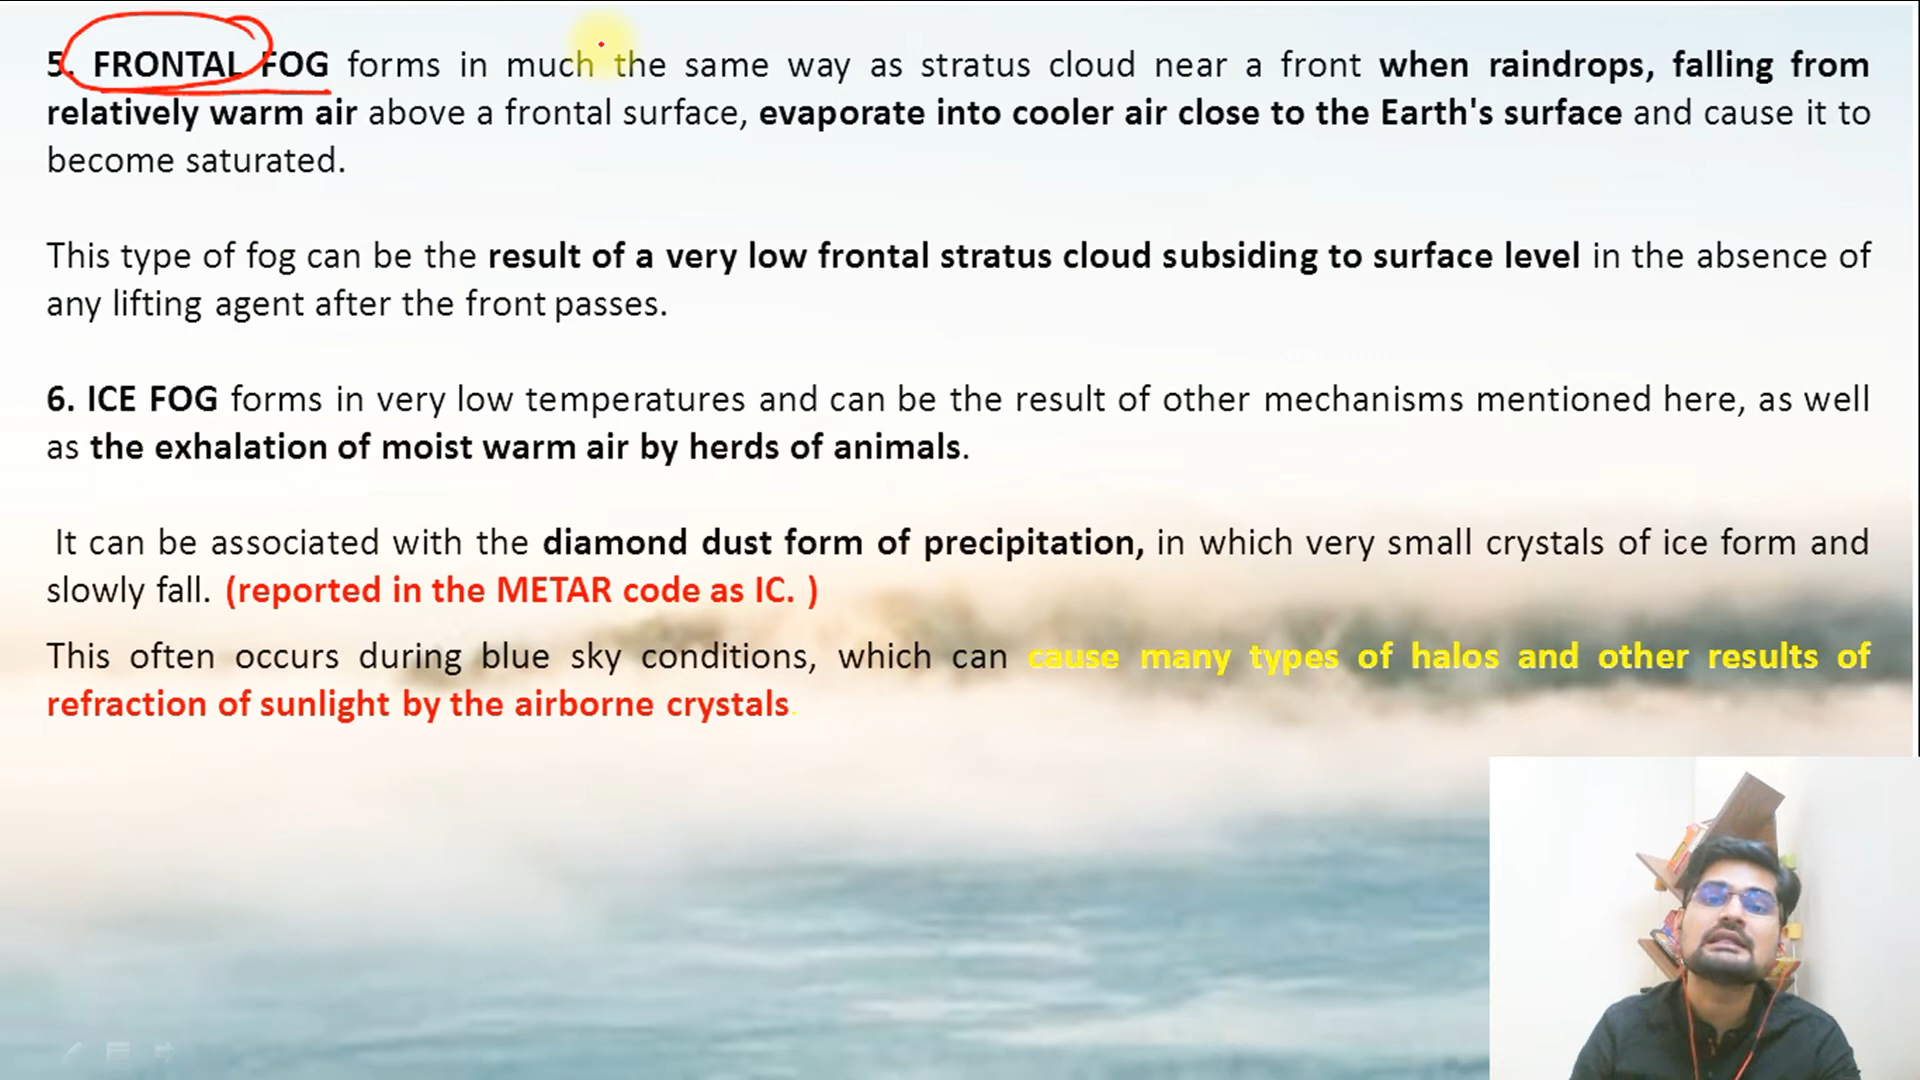 5. FRONTAL FOG forms in much the same way as stratus cloud near a front when raindrops, falling from
relatively warm air above a frontal surface, evaporate into cooler air close to the Earth's surface and cause it to
become saturated.
This type of fog can be the result of a very low frontal stratus cloud subsiding to surface level in the absence of
any lifting agent after the front passes.
6. ICE FOG forms in very low temperatures and can be the result of other mechanisms mentioned here, as well
as the exhalation of moist warm air by herds of animals.
It can be associated with the diamond dust form of precipitation, in which very small crystals of ice form and
slowly fall. (reported in the METAR code as IC. )
This often occurs during blue sky conditions, which can cause many types of halos and other results of
refraction of sunlight by the airborne crystals.